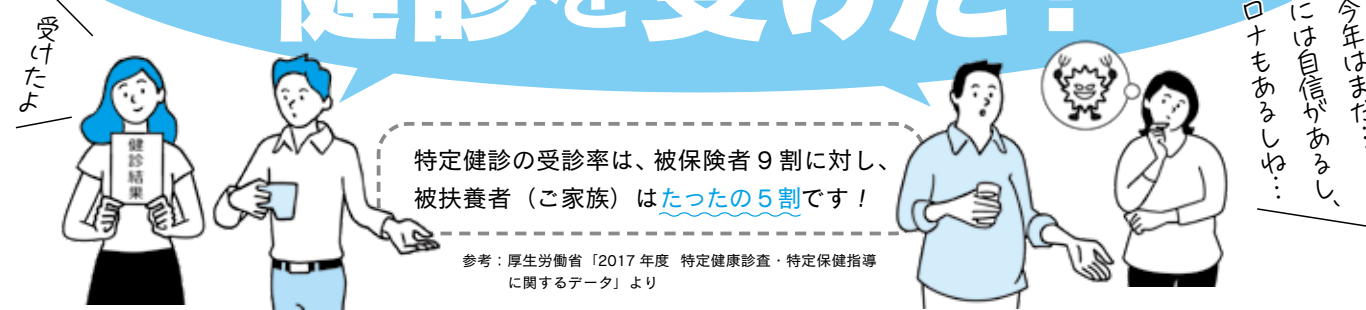 健診を受けた?
受けたよ
健診結果
特定健診の受診率は、被保険者9割に対し、
被扶養者(ご家族)はたったの5割です!
参考:厚生労働省「2017年度 特定健康診査・特定保健指導
に関するデータ」より
今年はまだ…
には自信があるし、
ロナもあるしね…